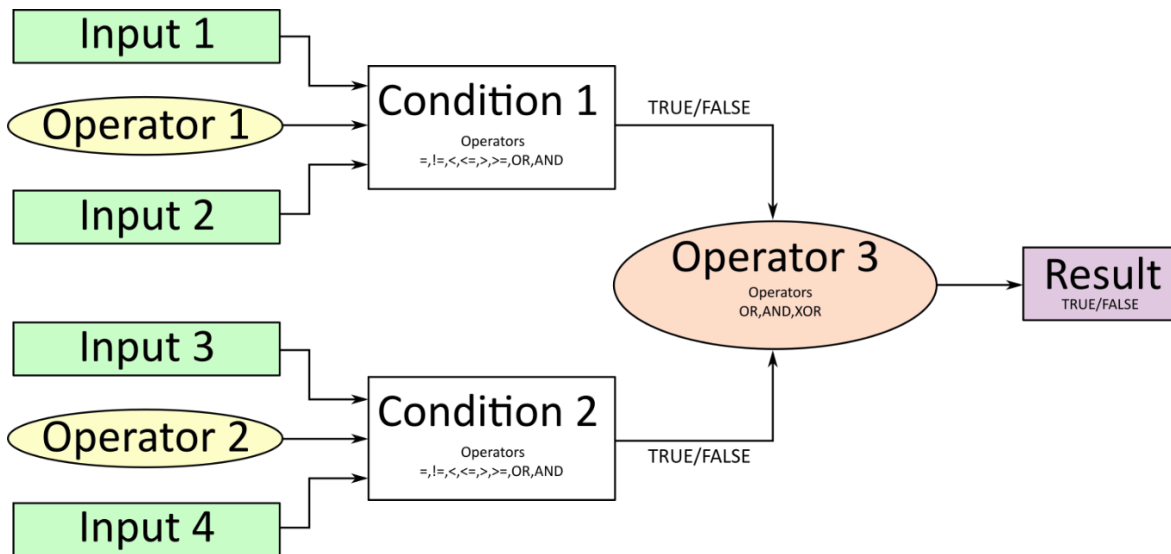 Input 1
Operator 1
Input 2
Condition 1
Operators
=,!=,<,<=,>,>=,OR,AND
TRUE/FALSE
Operator 3
Operators
OR,AND,XOR
Result
TRUE/FALSE
Input 3
Operator 2
Input 4
Condition 2
Operators
=,!=,<,<=,>,>=,OR,AND
TRUE/FALSE